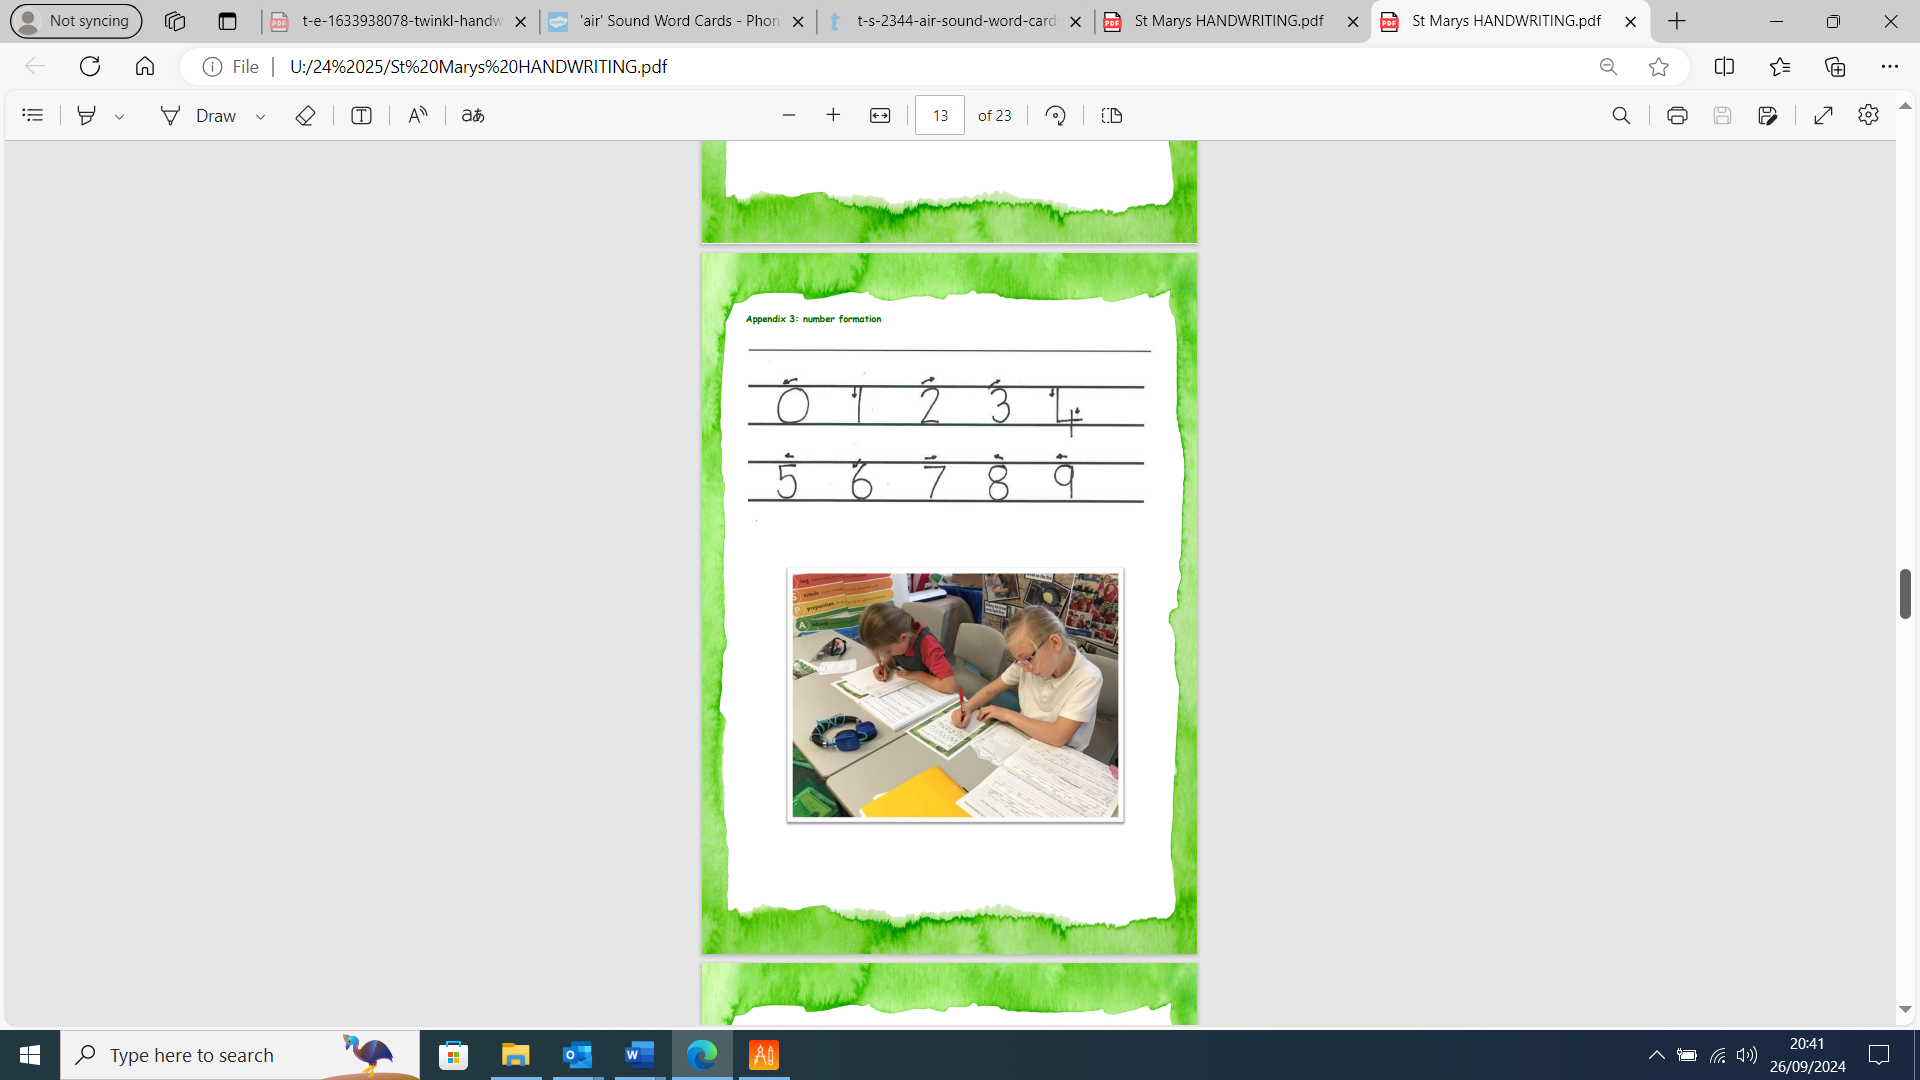 Not syncing
t-e-1633938078-twinkl-handw
'air' Sound Word Cards - Phon
t-s-2344-air-sound-word-card
St Marys HANDWRITING.pdf
St Marys HANDWRITING.pdf
File
U:/24%2025/St%20Marys%20HANDWRITING.pdf
Draw
13 of 23
Appendix 3: number formation
0 1 2 3 4
5 6 7 8 9
simile
preposition
A
Type here to search
20:41
26/09/2024